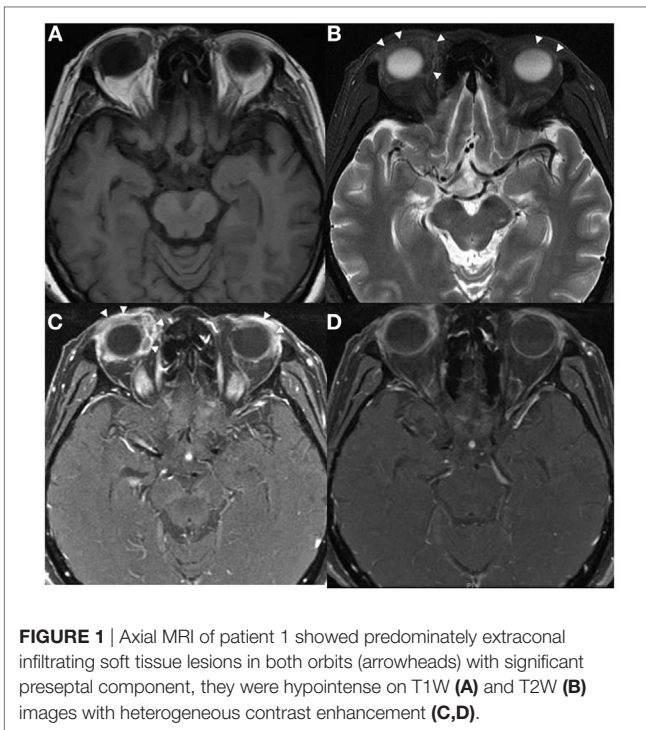 A
B
C
D
FIGURE 1 | Axial MRI of patient 1 showed predominately extraconal
infiltrating soft tissue lesions in both orbits (arrowheads) with significant
preseptal component, they were hypointense on T1W (A) and T2W (B)
images with heterogeneous contrast enhancement (C,D).